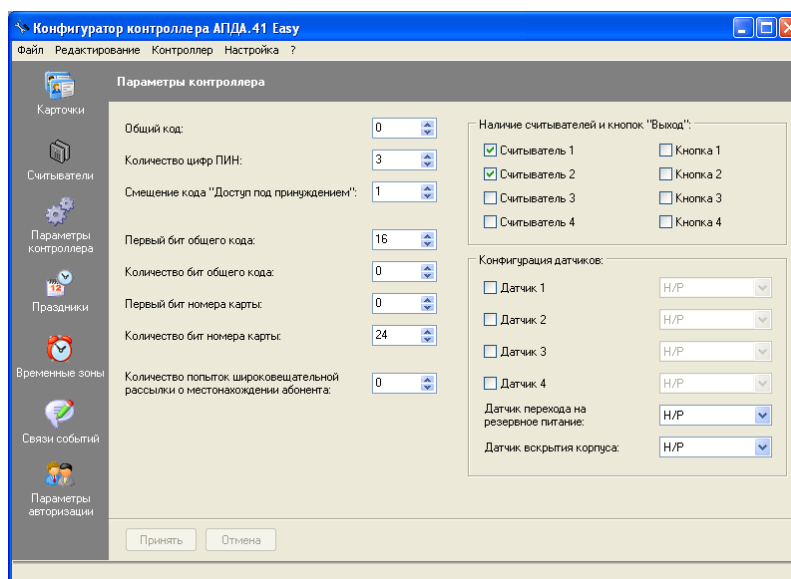 Конфигуратор контроллера АПДА.41 Easy
Файл Редактирование Контроллер Настройка ?
Карточки
Считыватели
Параметры
контроллера
Праздники
12
Временные зоны
Связи событий
Параметры
авторизации
Параметры контроллера
Общий код: 0
Количество цифр ПИН: 3
Смещение кода "Доступ под принуждением": 1
Первый бит общего кода: 16
Количество бит общего кода: 0
Первый бит номера карты: 0
Количество бит номера карты: 24
Количество попыток широковещательной
рассылки о местонахождении абонента: 0
Наличие считывателей и кнопок "Выход":
Считыватель 1 Кнопка 1
Считыватель 2 Кнопка 2
Считыватель 3 Кнопка 3
Считыватель 4 Кнопка 4
Конфигурация датчиков:
Датчик 1 Н/Р
Датчик 2 Н/Р
Датчик 3 Н/Р
Датчик 4 Н/Р
Датчик перехода на
резервное питание: Н/Р
Датчик вскрытия корпуса: Н/Р
Принять Отмена